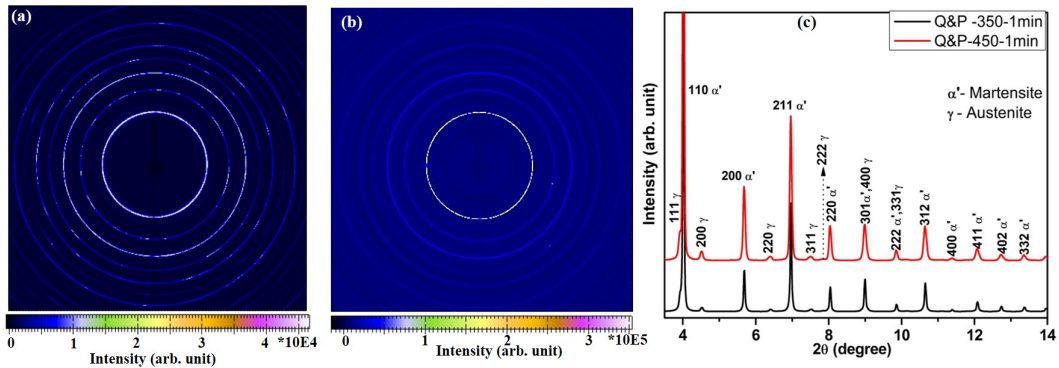 (a)
0 1 2 3 4 *10E4
Intensity (arb. unit)
(b)
0 1 2 3 *10E5
Intensity (arb. unit)
(c)
Q&P -350-1min
Q&P-450-1min
α'- Martensite
γ - Austenite
Intensity (arb. unit)
111 γ
110 α'
200 γ
200 α'
220 γ
211 α'
311 γ
222 γ
220 α'
301α',400 γ
222 α',331γ
312 α'
400 α'
411 α'
402 α'
332 α'
4 6 8 10 12 14
2θ (degree)